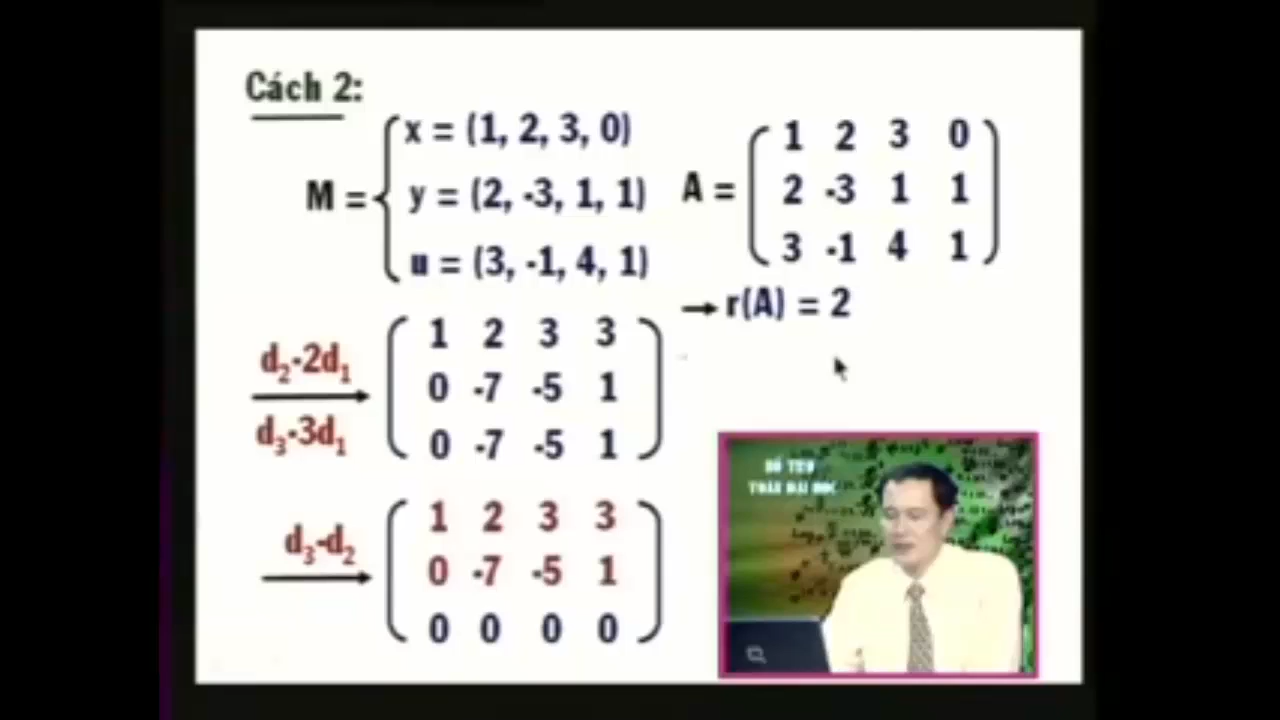 Cách 2:
M = { x = (1, 2, 3, 0)
y = (2, -3, 1, 1)
u = (3, -1, 4, 1)
A = ( 1 2 3 0
2 -3 1 1
3 -1 4 1 )
→ r(A) = 2
d₂-2d₁
d₃-3d₁
( 1 2 3 3
0 -7 -5 1
0 -7 -5 1 )
d₃-d₂
( 1 2 3 3
0 -7 -5 1
0 0 0 0 )